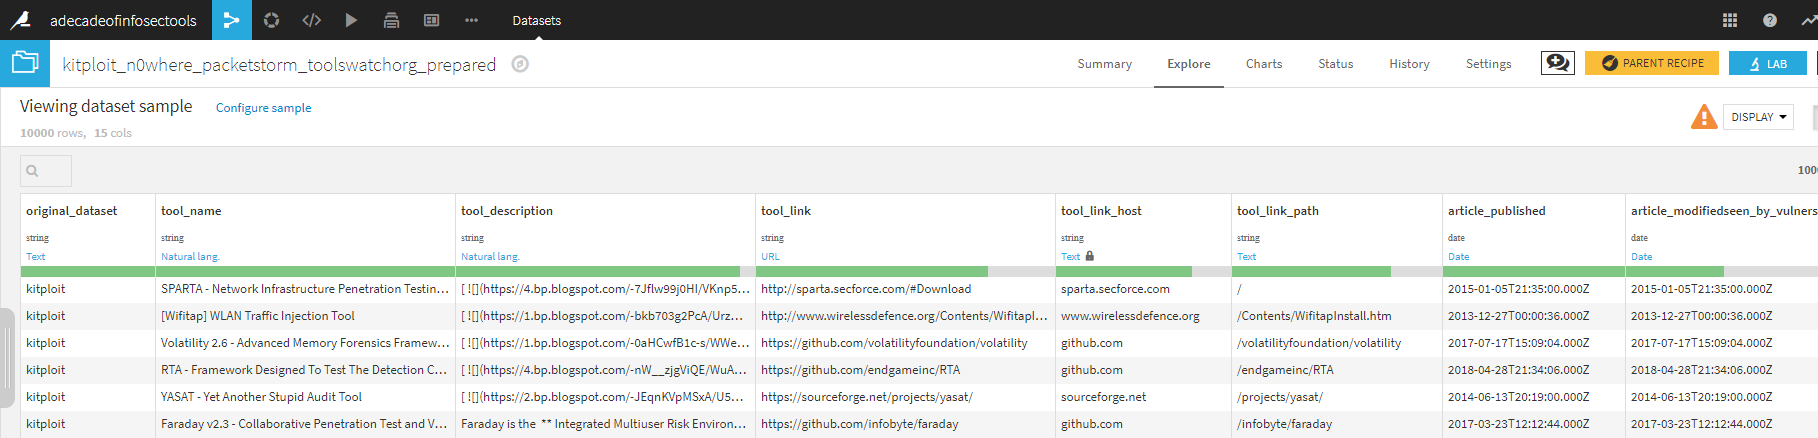 adecadeofinfosectools Datasets
kitploit_n0where_packetstorm_toolswatchorg_prepared Summary Explore Charts Status History Settings PARENT RECIPE LAB
Viewing dataset sample Configure sample
10000 rows, 15 cols DISPLAY
1000
original_dataset tool_name tool_description tool_link tool_link_host tool_link_path article_published article_modifiedseen_by_vulners
string string string string string string date date
Text Natural lang. Natural lang. URL Text Text Date Date
kitploit SPARTA - Network Infrastructure Penetration Testin... [ ![](https://4.bp.blogspot.com/-7Jflw99j0HI/VKnp5... http://sparta.secforce.com/#Download sparta.secforce.com / 2015-01-05T21:35:00.000Z 2015-01-05T21:35:00.000Z
kitploit [Wifitap] WLAN Traffic Injection Tool [ ![](https://1.bp.blogspot.com/-bkb703g2PcA/Urz... http://www.wirelessdefence.org/Contents/WifitapI... www.wirelessdefence.org /Contents/WifitapInstall.htm 2013-12-27T00:00:36.000Z 2013-12-27T00:00:36.000Z
kitploit Volatility 2.6 - Advanced Memory Forensics Framew... [ ![](https://1.bp.blogspot.com/-0aHCwfB1c-s/WWe... https://github.com/volatilityfoundation/volatility github.com /volatilityfoundation/volatility 2017-07-17T15:09:04.000Z 2017-07-17T15:09:04.000Z
kitploit RTA - Framework Designed To Test The Detection C... [ ![](https://4.bp.blogspot.com/-nW__zjgViQE/WuA... https://github.com/endgameinc/RTA github.com /endgameinc/RTA 2018-04-28T21:34:06.000Z 2018-04-28T21:34:06.000Z
kitploit YASAT - Yet Another Stupid Audit Tool [ ![](https://2.bp.blogspot.com/-JEqnKVpMSxA/U5... https://sourceforge.net/projects/yasat/ sourceforge.net /projects/yasat/ 2014-06-13T20:19:00.000Z 2014-06-13T20:19:00.000Z
kitploit Faraday v2.3 - Collaborative Penetration Test and V... Faraday is the ** Integrated Multiuser Risk Environ... https://github.com/infobyte/faraday github.com /infobyte/faraday 2017-03-23T12:12:44.000Z 2017-03-23T12:12:44.000Z